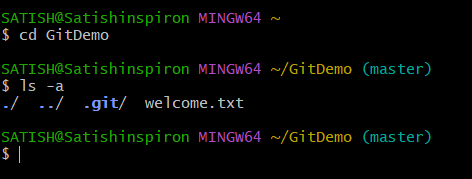 SATISH@Satishinspiron MINGW64 ~
$ cd GitDemo
SATISH@Satishinspiron MINGW64 ~/GitDemo (master)
$ ls -a
./  ../  .git/  welcome.txt
SATISH@Satishinspiron MINGW64 ~/GitDemo (master)
$